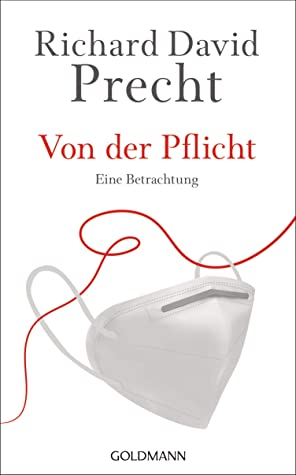 Richard David
Precht
Von der Pflicht
Eine Betrachtung
GOLDMANN